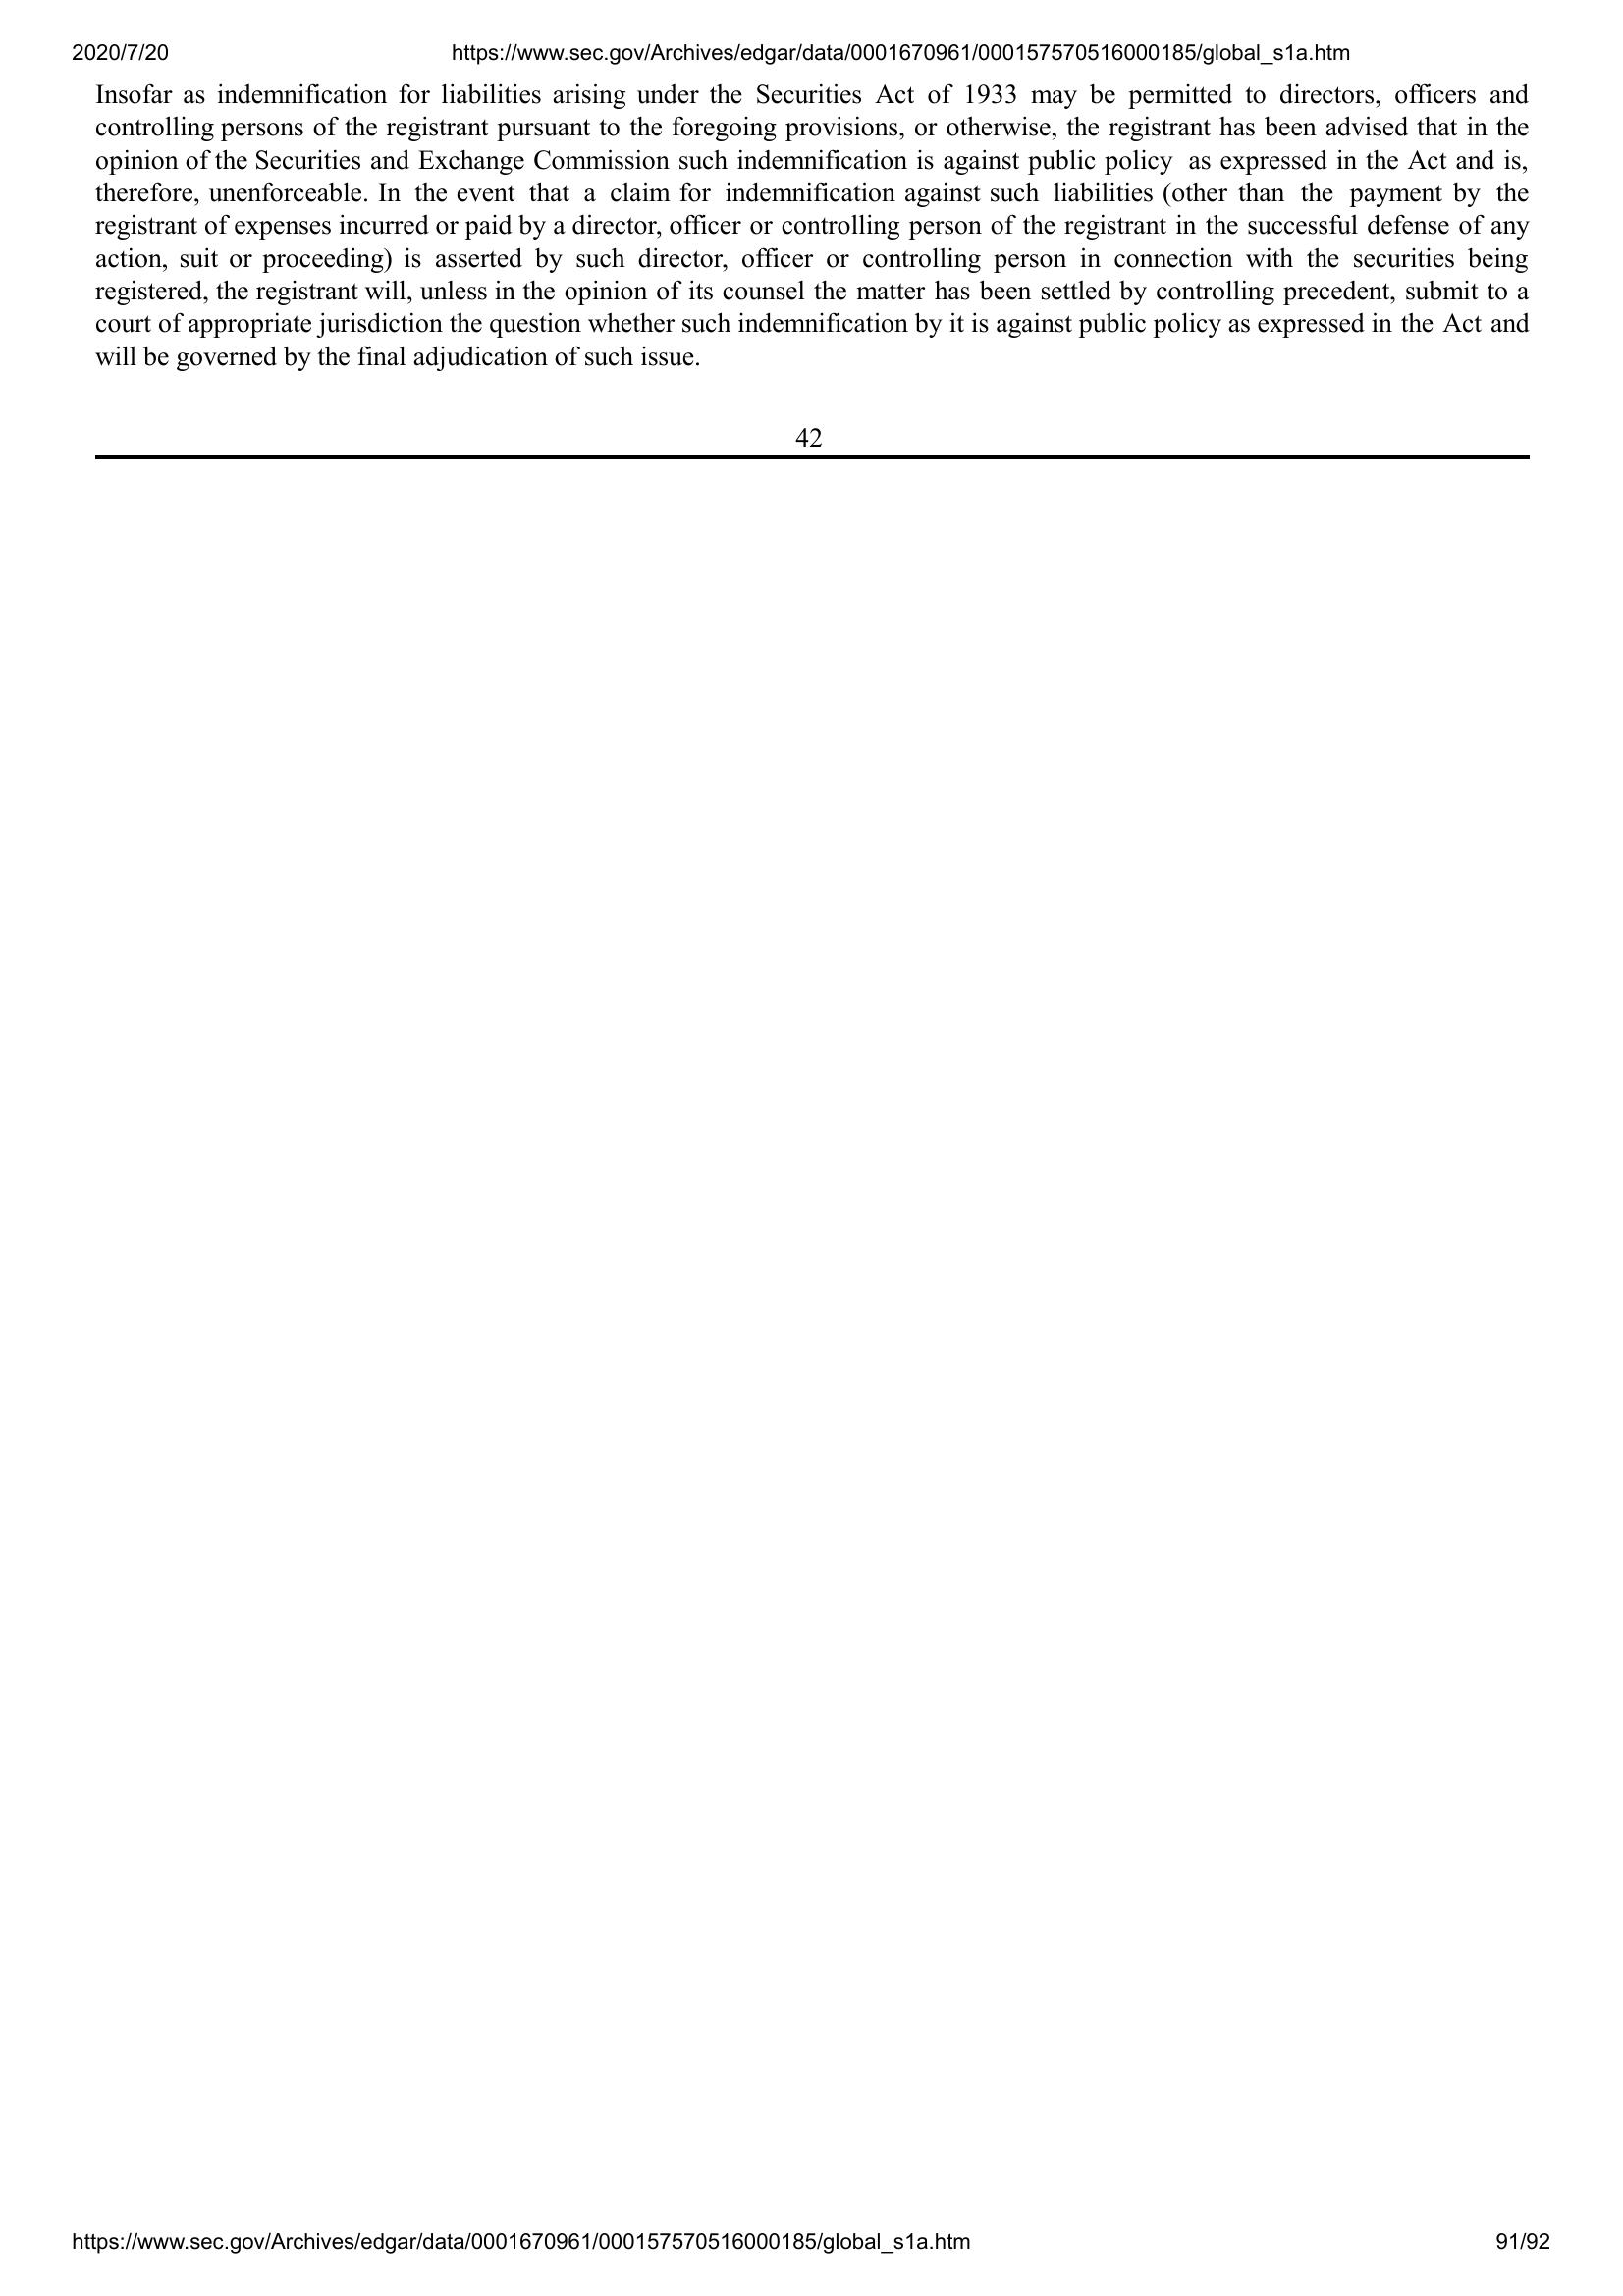 2020/7/20 https://www.sec.gov/Archives/edgar/data/0001670961/000157570516000185/global_s1a.htm
Insofar as indemnification for liabilities arising under the Securities Act of 1933 may be permitted to directors, officers and
controlling persons of the registrant pursuant to the foregoing provisions, or otherwise, the registrant has been advised that in the
opinion of the Securities and Exchange Commission such indemnification is against public policy as expressed in the Act and is,
therefore, unenforceable. In the event that a claim for indemnification against such liabilities (other than the payment by the
registrant of expenses incurred or paid by a director, officer or controlling person of the registrant in the successful defense of any
action, suit or proceeding) is asserted by such director, officer or controlling person in connection with the securities being
registered, the registrant will, unless in the opinion of its counsel the matter has been settled by controlling precedent, submit to a
court of appropriate jurisdiction the question whether such indemnification by it is against public policy as expressed in the Act and
will be governed by the final adjudication of such issue.
42
https://www.sec.gov/Archives/edgar/data/0001670961/000157570516000185/global_s1a.htm 91/92